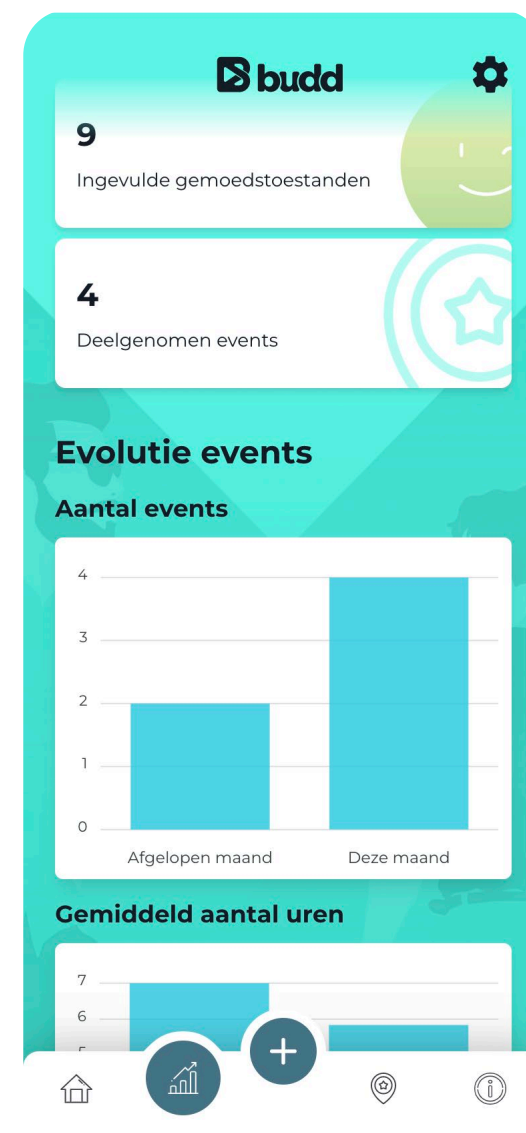 budd
9
Ingevulde gemoedstoestanden
4
Deelgenomen events
Evolutie events
Aantal events
4
3
2
1
0
Afgelopen maand Deze maand
Gemiddeld aantal uren
7
6